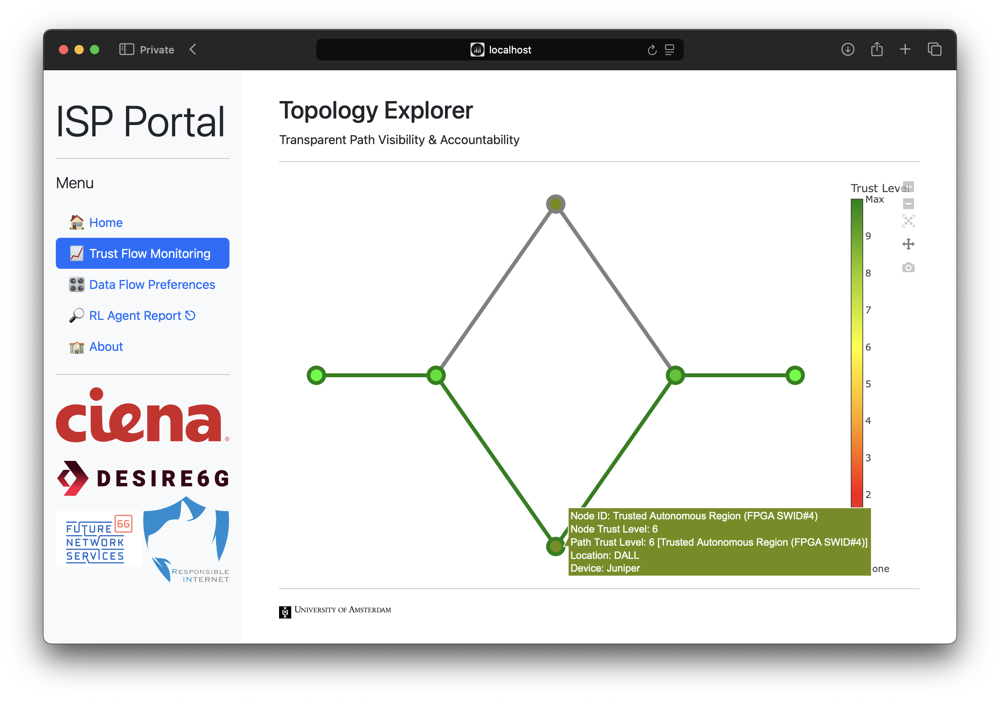 Private
localhost
ISP Portal
Menu
Home
Trust Flow Monitoring
Data Flow Preferences
RL Agent Report
About
ciena®
DESIRE6G
FUTURE 6G
NETWORK
SERVICES
RESPONSIBLE
INTERNET
Topology Explorer
Transparent Path Visibility & Accountability
Trust Level
Max
9
8
7
6
5
4
3
2
one
Node ID: Trusted Autonomous Region (FPGA SWID#4)
Node Trust Level: 6
Path Trust Level: 6 [Trusted Autonomous Region (FPGA SWID#4)]
Location: DALL
Device: Juniper
UNIVERSITY OF AMSTERDAM